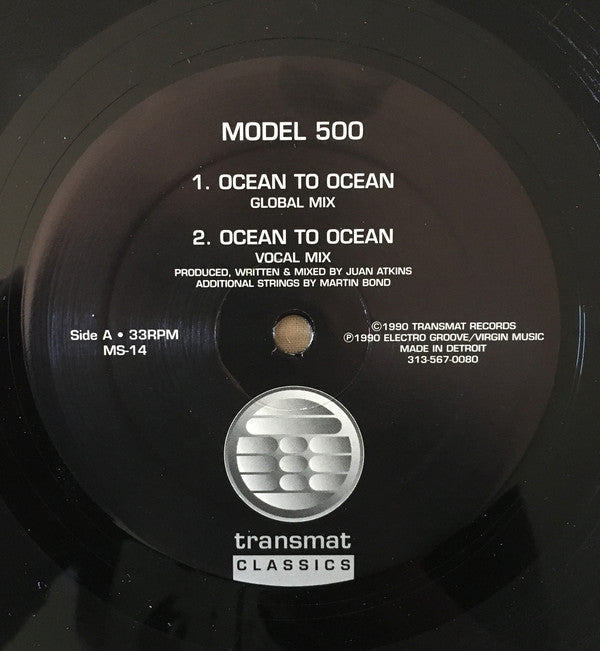 MODEL 500
1. OCEAN TO OCEAN
GLOBAL MIX
2. OCEAN TO OCEAN
VOCAL MIX
PRODUCED, WRITTEN & MIXED BY JUAN ATKINS
ADDITIONAL STRINGS BY MARTIN BOND
Side A • 33RPM
MS-14
©1990 TRANSMAT RECORDS
℗1990 ELECTRO GROOVE/VIRGIN MUSIC
MADE IN DETROIT
313-567-0080
transmat
CLASSICS